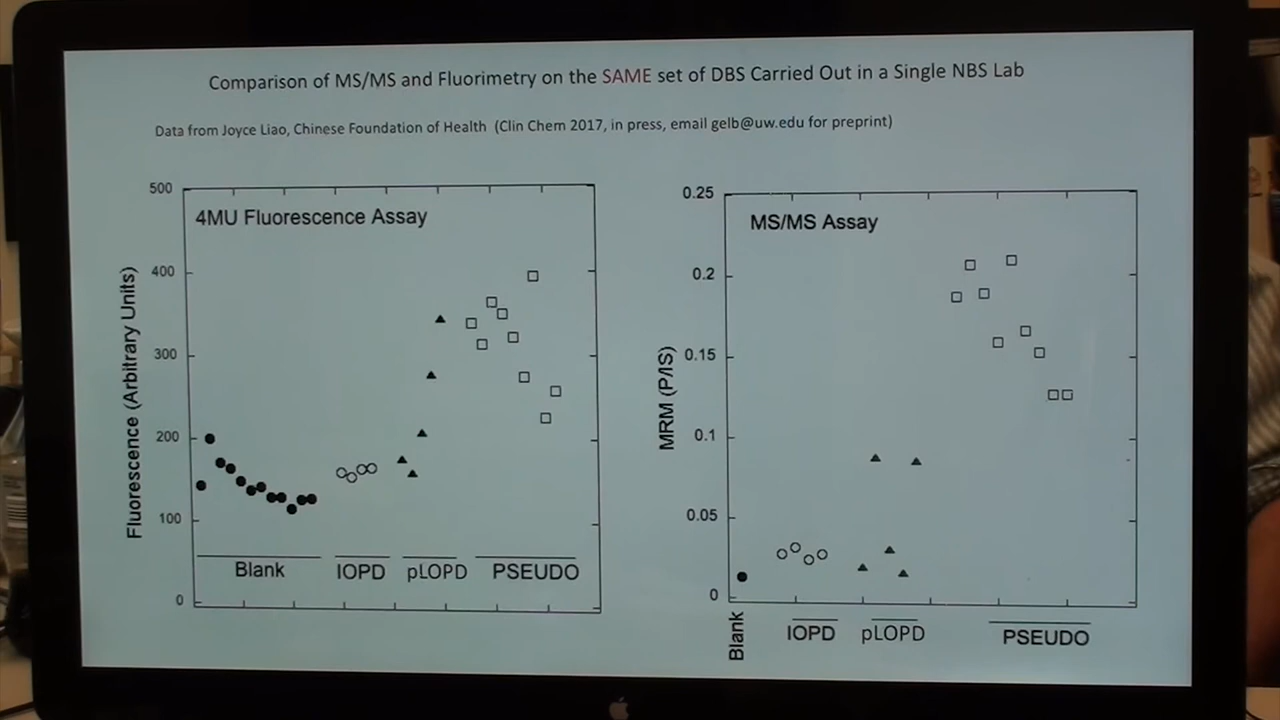 Comparison of MS/MS and Fluorimetry on the SAME set of DBS Carried Out in a Single NBS Lab
Data from Joyce Liao, Chinese Foundation of Health (Clin Chem 2017, in press, email gelb@uw.edu for preprint)
4MU Fluorescence Assay
Fluorescence (Arbitrary Units)
500
400
300
200
100
0
Blank
IOPD
pLOPD
PSEUDO
MS/MS Assay
MRM (P/IS)
0.25
0.2
0.15
0.1
0.05
0
Blank
IOPD
pLOPD
PSEUDO